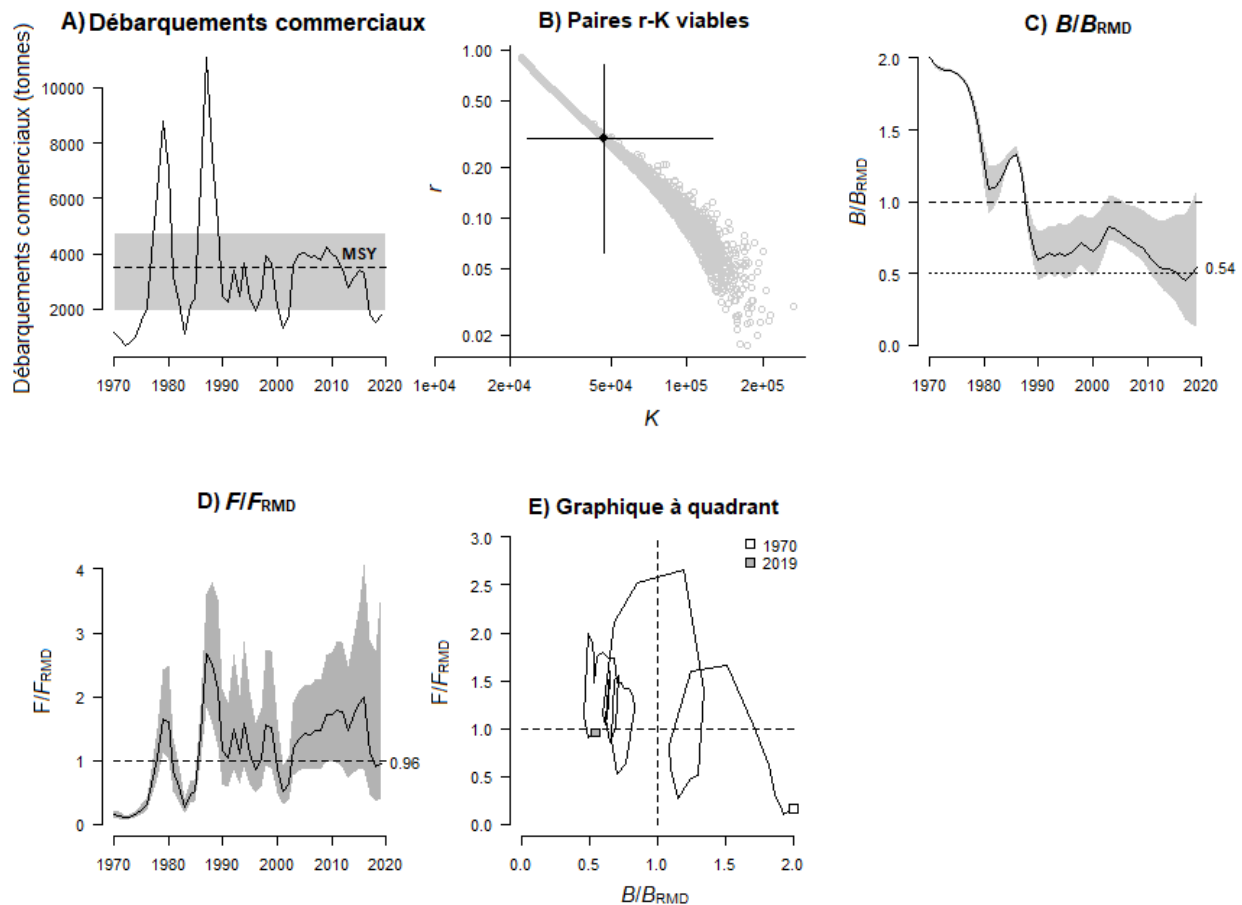 A) Débarquements commerciaux
Débarquements commerciaux (tonnes)
10000
8000
6000
4000
2000
MSY
1970 1980 1990 2000 2010 2020
B) Paires r-K viables
r
1.00
0.50
0.20
0.10
0.05
0.02
1e+04 2e+04 5e+04 1e+05 2e+05
K
C) B/BRMD
B/BRMD
2.0
1.5
1.0
0.5
0.0
0.54
1970 1980 1990 2000 2010 2020
D) F/FRMD
F/FRMD
4
3
2
1
0
0.96
1970 1980 1990 2000 2010 2020
E) Graphique à quadrant
F/FRMD
3.0
2.5
2.0
1.5
1.0
0.5
0.0
1970
2019
0.0 0.5 1.0 1.5 2.0
B/BRMD